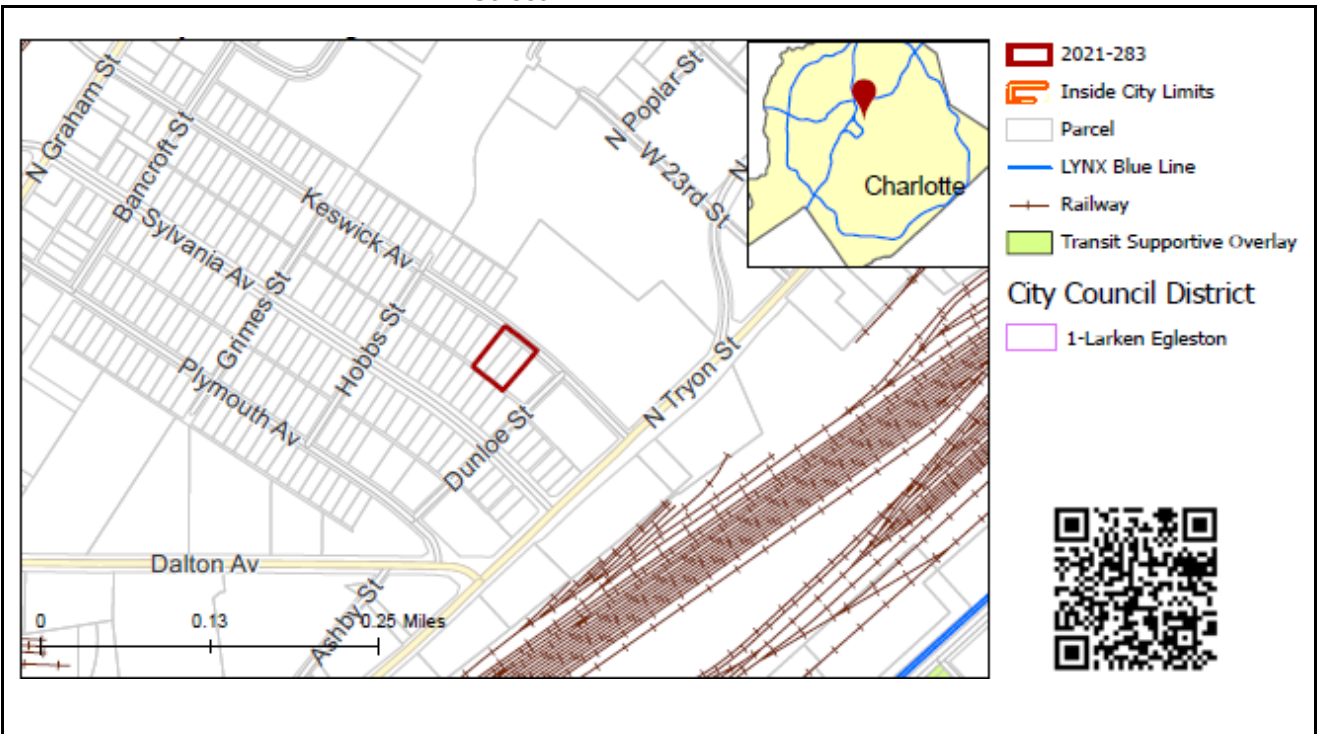 N Graham St
Bancroft St
Sylvania Av
Keswick Av
Grimes St
Hobbs St
Plymouth Av
Dunloe St
N Tryon St
N Poplar St
W 23rd St
N
Dalton Av
Ashby St
0
0.13
0.25 Miles
Charlotte
2021-283
Inside City Limits
Parcel
LYNX Blue Line
Railway
Transit Supportive Overlay
City Council District
1-Larken Egleston